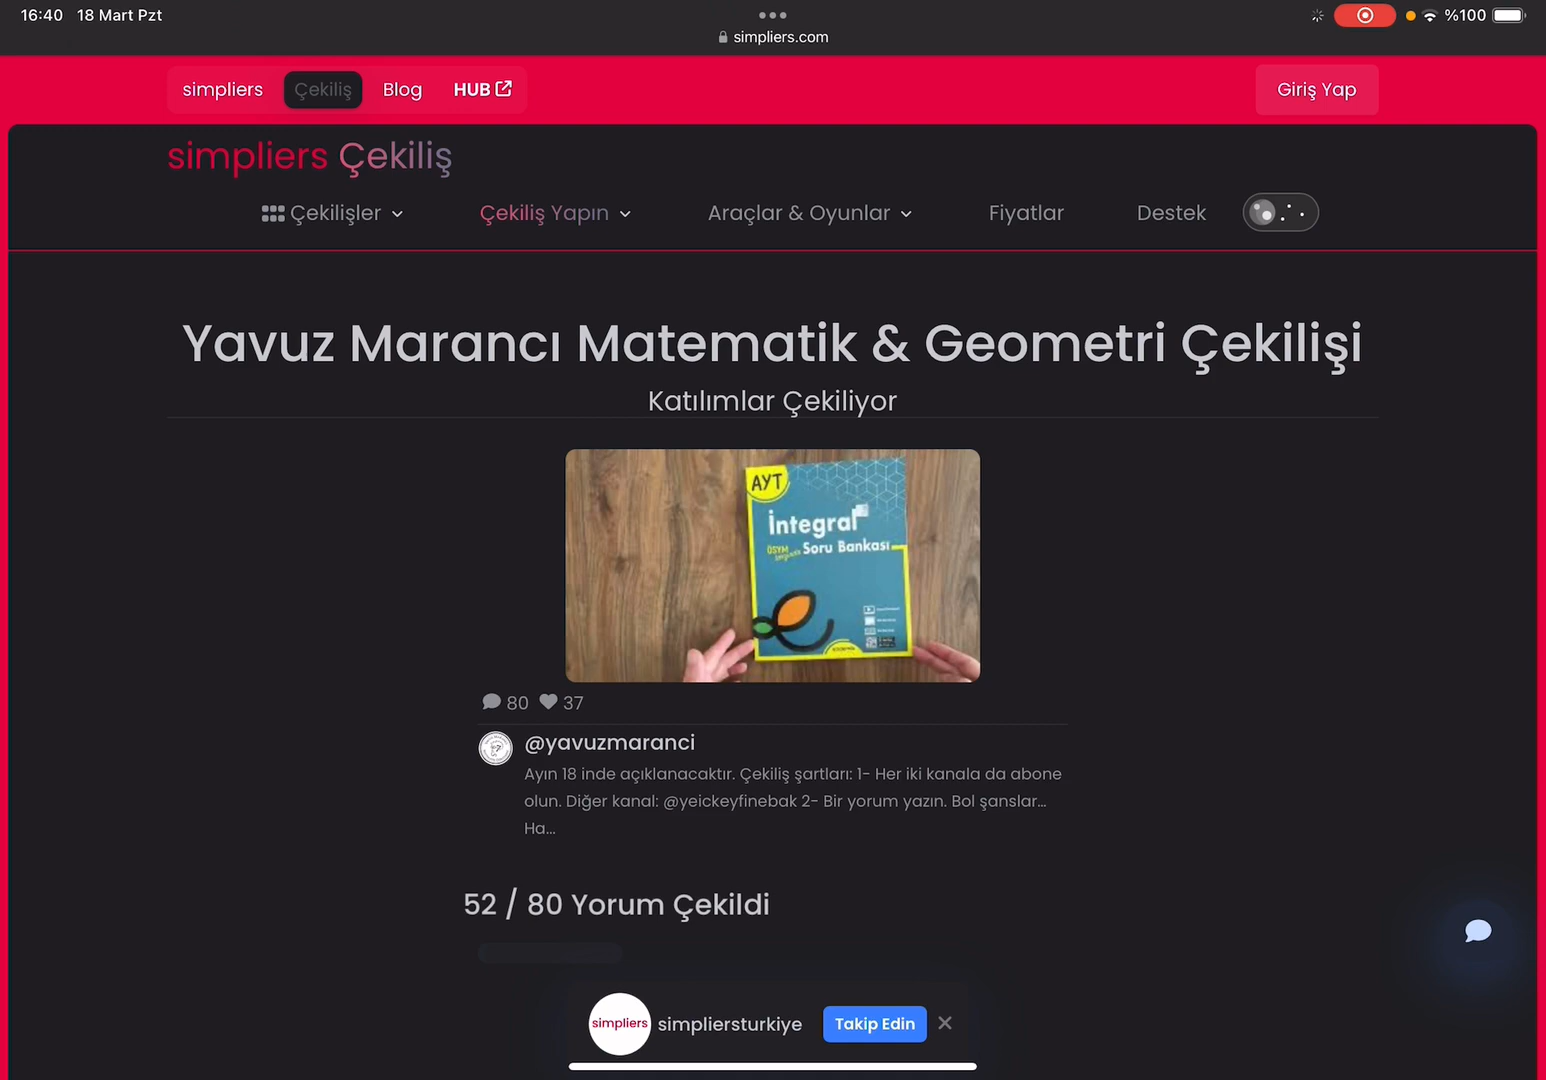 16:40 18 Mart Pzt
%100
simpliers.com
simpliers Çekiliş Blog HUB Giriş Yap
simpliers Çekiliş
Çekilişler Çekiliş Yapın Araçlar & Oyunlar Fiyatlar Destek
Yavuz Marancı Matematik & Geometri Çekilişi
Katılımlar Çekiliyor
AYT
İntegral
ÖSYM
Soru Bankası
80 37
@yavuzmaranci
Ayın 18 inde açıklanacaktır. Çekiliş şartları: 1- Her iki kanala da abone
olun. Diğer kanal: @yeickeyfinebak 2- Bir yorum yazın. Bol şanslar...
Ha...
52 / 80 Yorum Çekildi
simpliers simpliersturkiye Takip Edin